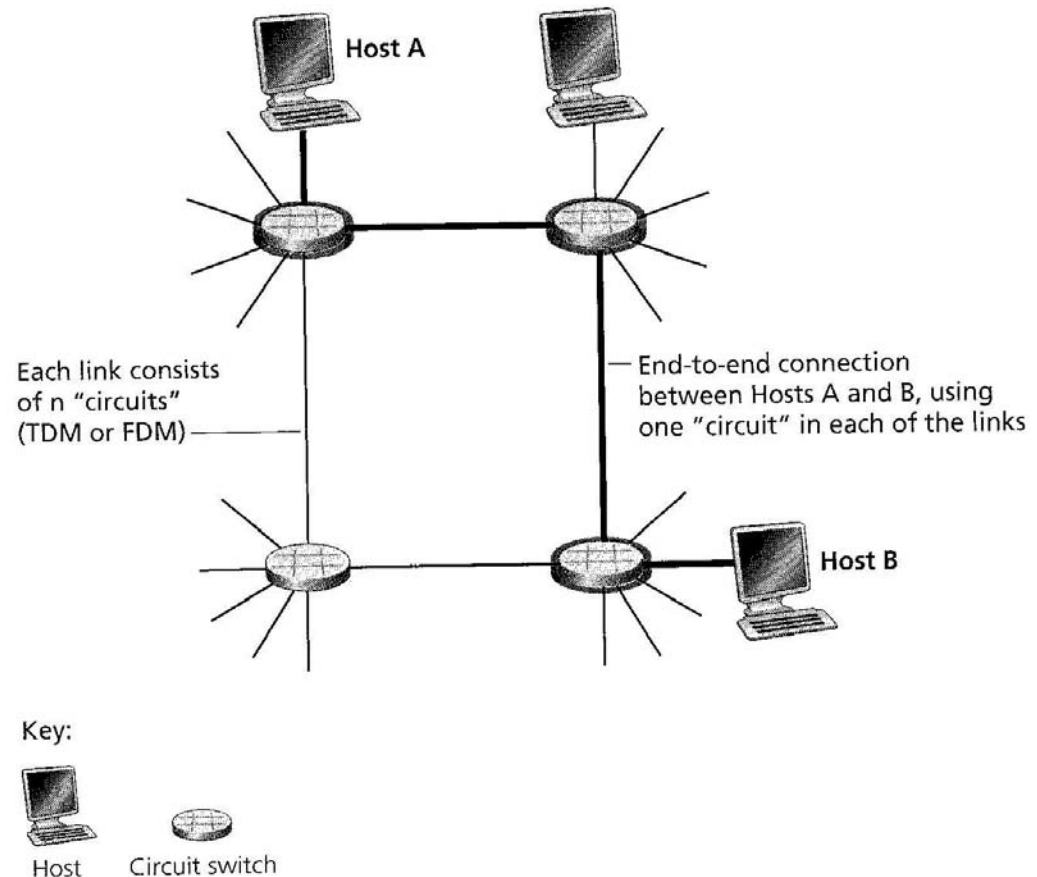 Host A
Each link consists
of n "circuits"
(TDM or FDM)
End-to-end connection
between Hosts A and B, using
one "circuit" in each of the links
Host B
Key:
Host
Circuit switch